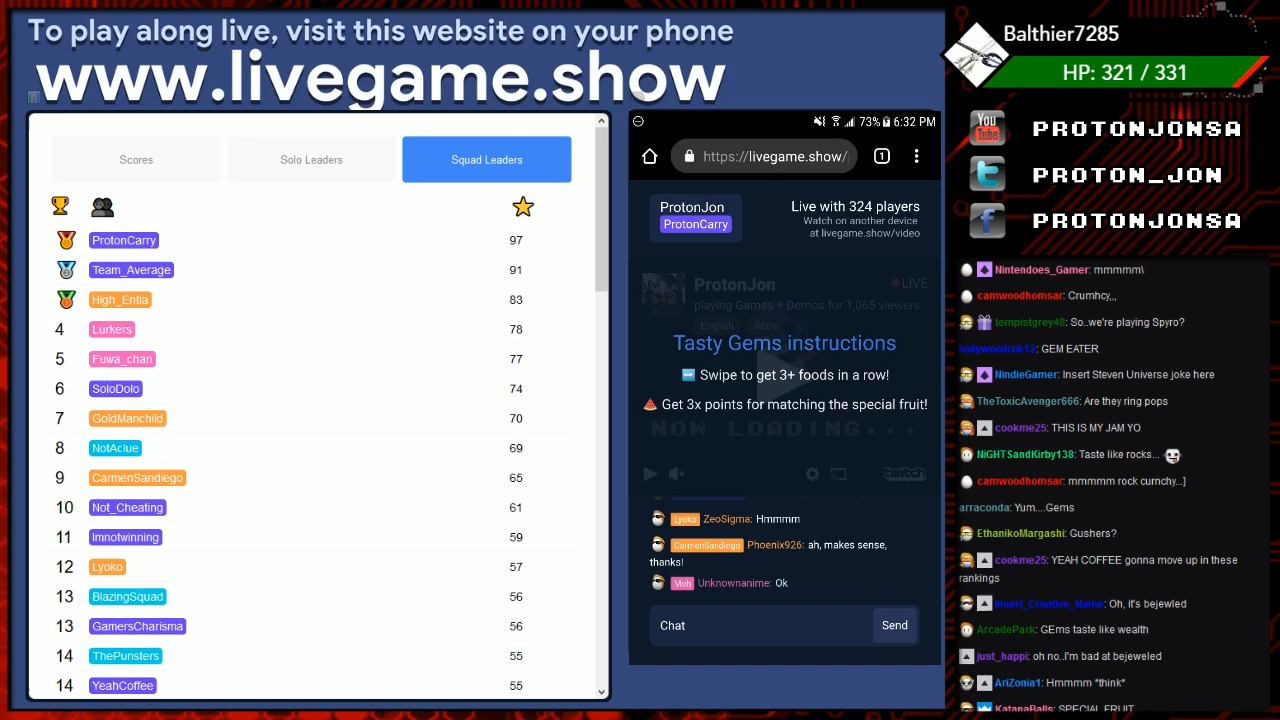 To play along live, visit this website on your phone
www.livegame.show
Scores
Solo Leaders
Squad Leaders
ProtonCarry 97
Team_Average 91
High_Entia 83
4 Lurkers 78
5 Fuwa_chan 77
6 SoloDolo 74
7 GoldManchild 70
8 NotAclue 69
9 CarmenSandiego 65
10 Not_Cheating 61
11 Imnotwinning 59
12 Lyoko 57
13 BlazingSquad 56
13 GamersCharisma 56
14 ThePunsters 55
14 YeahCoffee 55
73% 6:32 PM
https://livegame.show/
1
ProtonJon
ProtonCarry
Live with 324 players
Watch on another device
at livegame.show/video
ProtonJon
LIVE
playing Games + Demos for 1,065 viewers
English Retro
Tasty Gems instructions
Swipe to get 3+ foods in a row!
Get 3x points for matching the special fruit!
NOW LOADING...
twitch
Lyoko ZeoSigma: Hmmmm
CarmenSandiego Phoenix926: ah, makes sense,
thanks!
Meh Unknownanime: Ok
Chat
Send
Balthier7285
HP: 321 / 331
You
Tube
PROTONJONSA
PROTON_JON
PROTONJONSA
Nintendoes_Gamer: mmmmm\
camwoodhomsar: Crumhcy,,,
tempistgrey48: So..we're playing Spyro?
hollywoodrok12: GEM EATER
NindieGamer: Insert Steven Universe joke here
TheToxicAvenger666: Are they ring pops
cookme25: THIS IS MY JAM YO
NiGHTSandKirby138: Taste like rocks...
camwoodhomsar: mmmmm rock curnchy...]
arraconda: Yum....Gems
EthanikoMargashi: Gushers?
cookme25: YEAH COFFEE gonna move up in these
rankings
Insert_Creative_Name: Oh, it's bejewled
ArcadePark: GEms taste like wealth
just_happi: oh no..I'm bad at bejeweled
AriZonia1: Hmmmm *think*
KatanaBalls: SPECIAL FRUIT